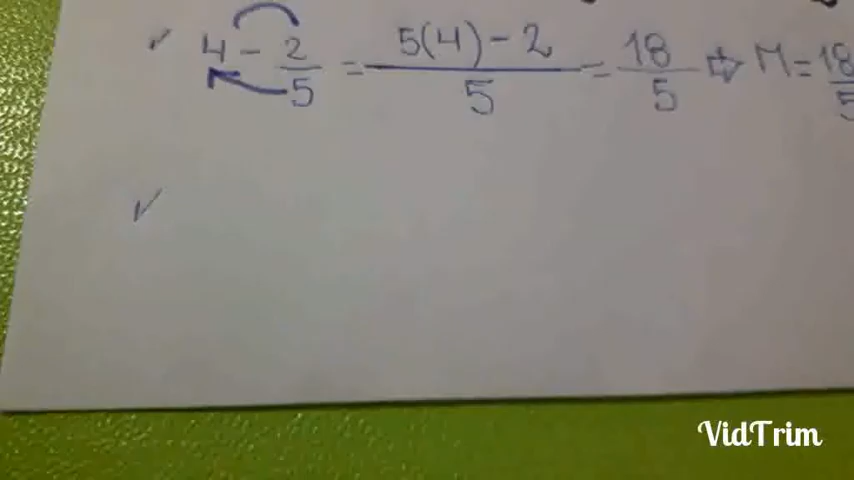 ✓ 4 - 2/5 = 5(4) - 2/5 = 18/5 ⇨ M = 18/5
✓
VidTrim